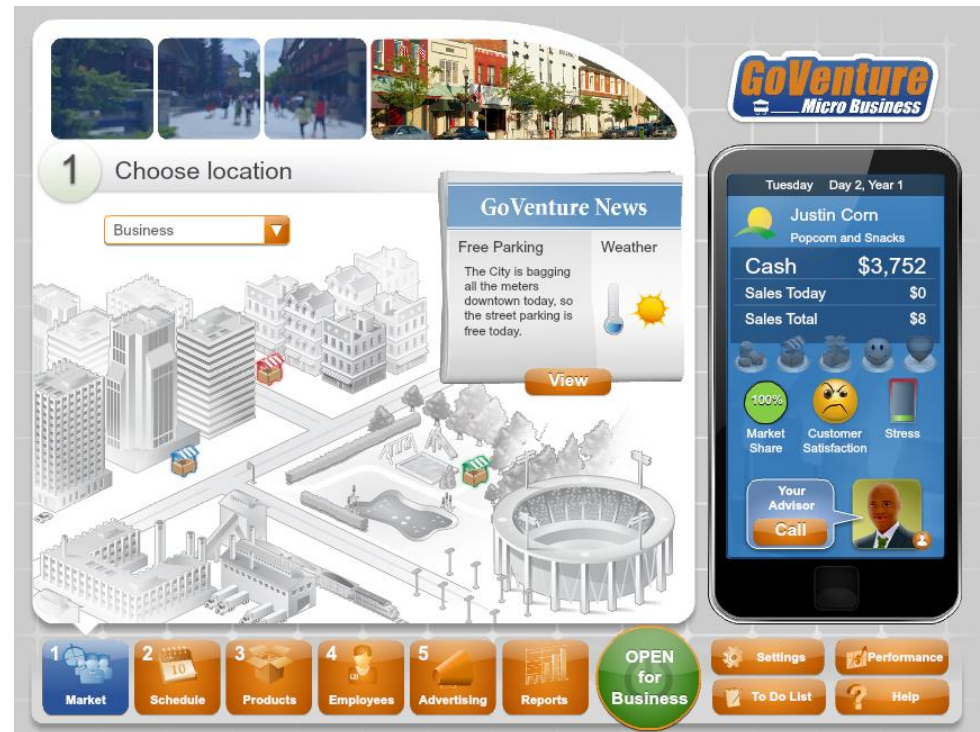 GoVenture
Micro Business
1 Choose location
Business
GoVenture News
Free Parking
The City is bagging
all the meters
downtown today, so
the street parking is
free today.
Weather
View
Tuesday Day 2, Year 1
Justin Corn
Popcorn and Snacks
Cash $3,752
Sales Today $0
Sales Total $8
100%
Market
Share
Customer
Satisfaction
Stress
Your
Advisor
Call
1
Market
2
10
Schedule
3
Products
4
Employees
5
Advertising
Reports
OPEN
for
Business
Settings
Performance
To Do List
Help